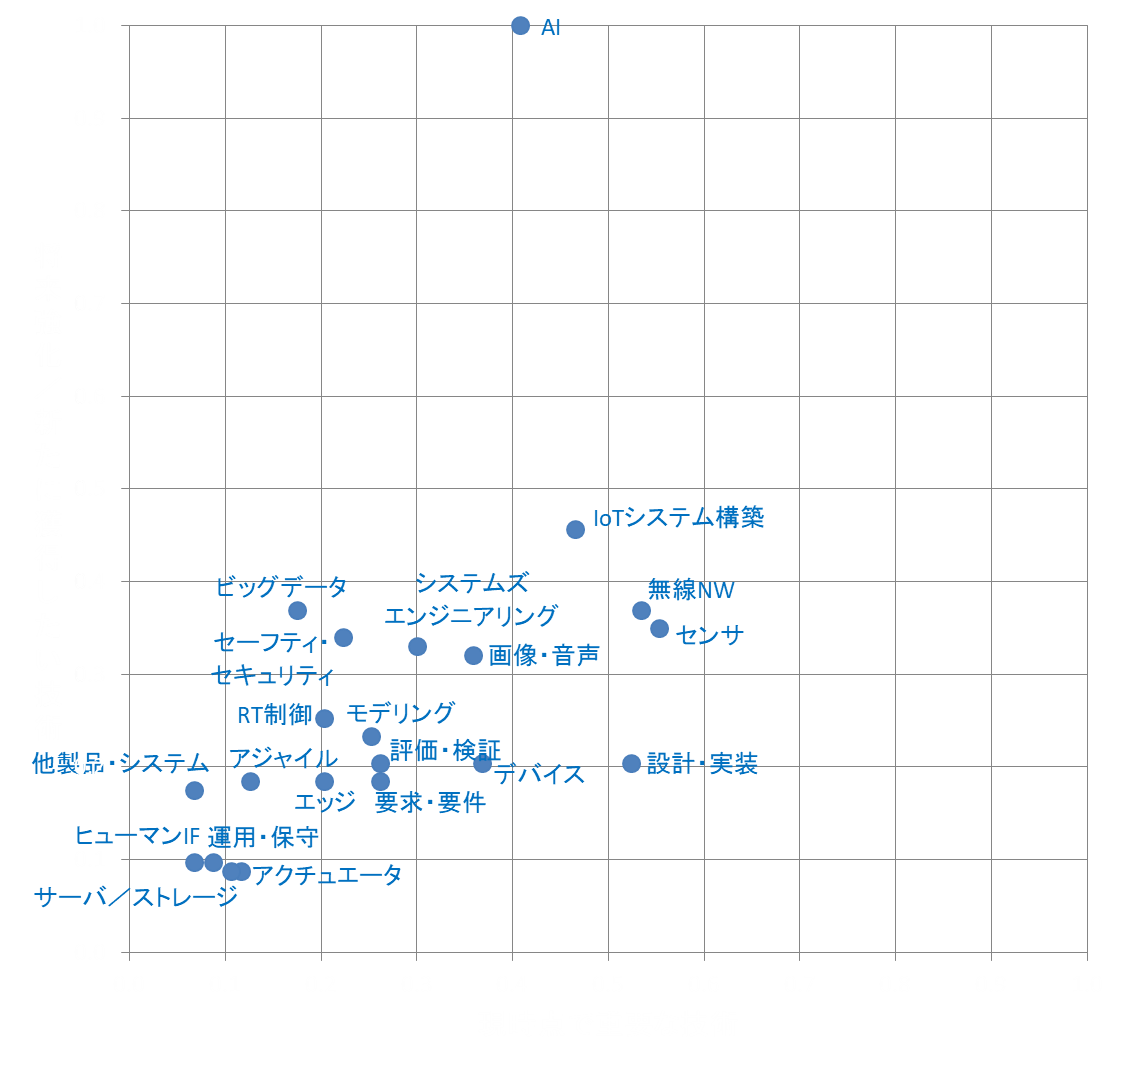 AI
IoTシステム構築
ビッグデータ
システムズ
エンジニアリング
無線NW
センサ
セーフティ・
セキュリティ
画像・音声
RT制御
モデリング
評価・検証
他製品・システム
アジャイル
デバイス
設計・実装
エッジ
要求・要件
ヒューマンIF
運用・保守
アクチュエータ
サーバ／ストレージ